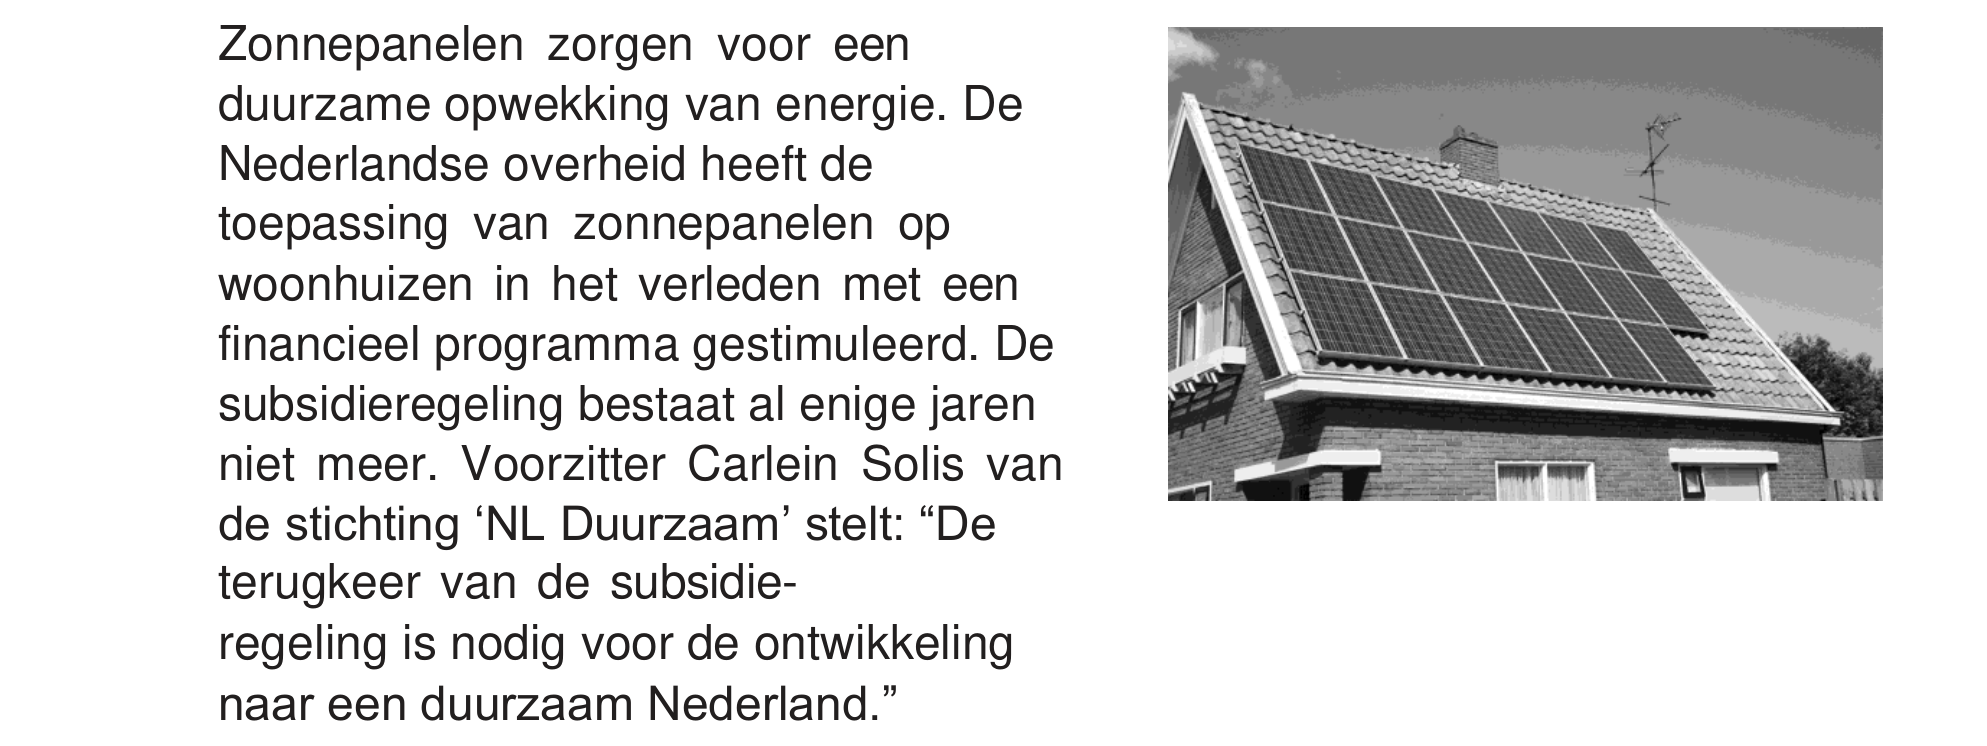 Zonnepanelen zorgen voor een
duurzame opwekking van energie. De
Nederlandse overheid heeft de
toepassing van zonnepanelen op
woonhuizen in het verleden met een
financieel programma gestimuleerd. De
subsidieregeling bestaat al enige jaren
niet meer. Voorzitter Carlein Solis van
de stichting ‘NL Duurzaam’ stelt: “De
terugkeer van de subsidie-
regeling is nodig voor de ontwikkeling
naar een duurzaam Nederland.”